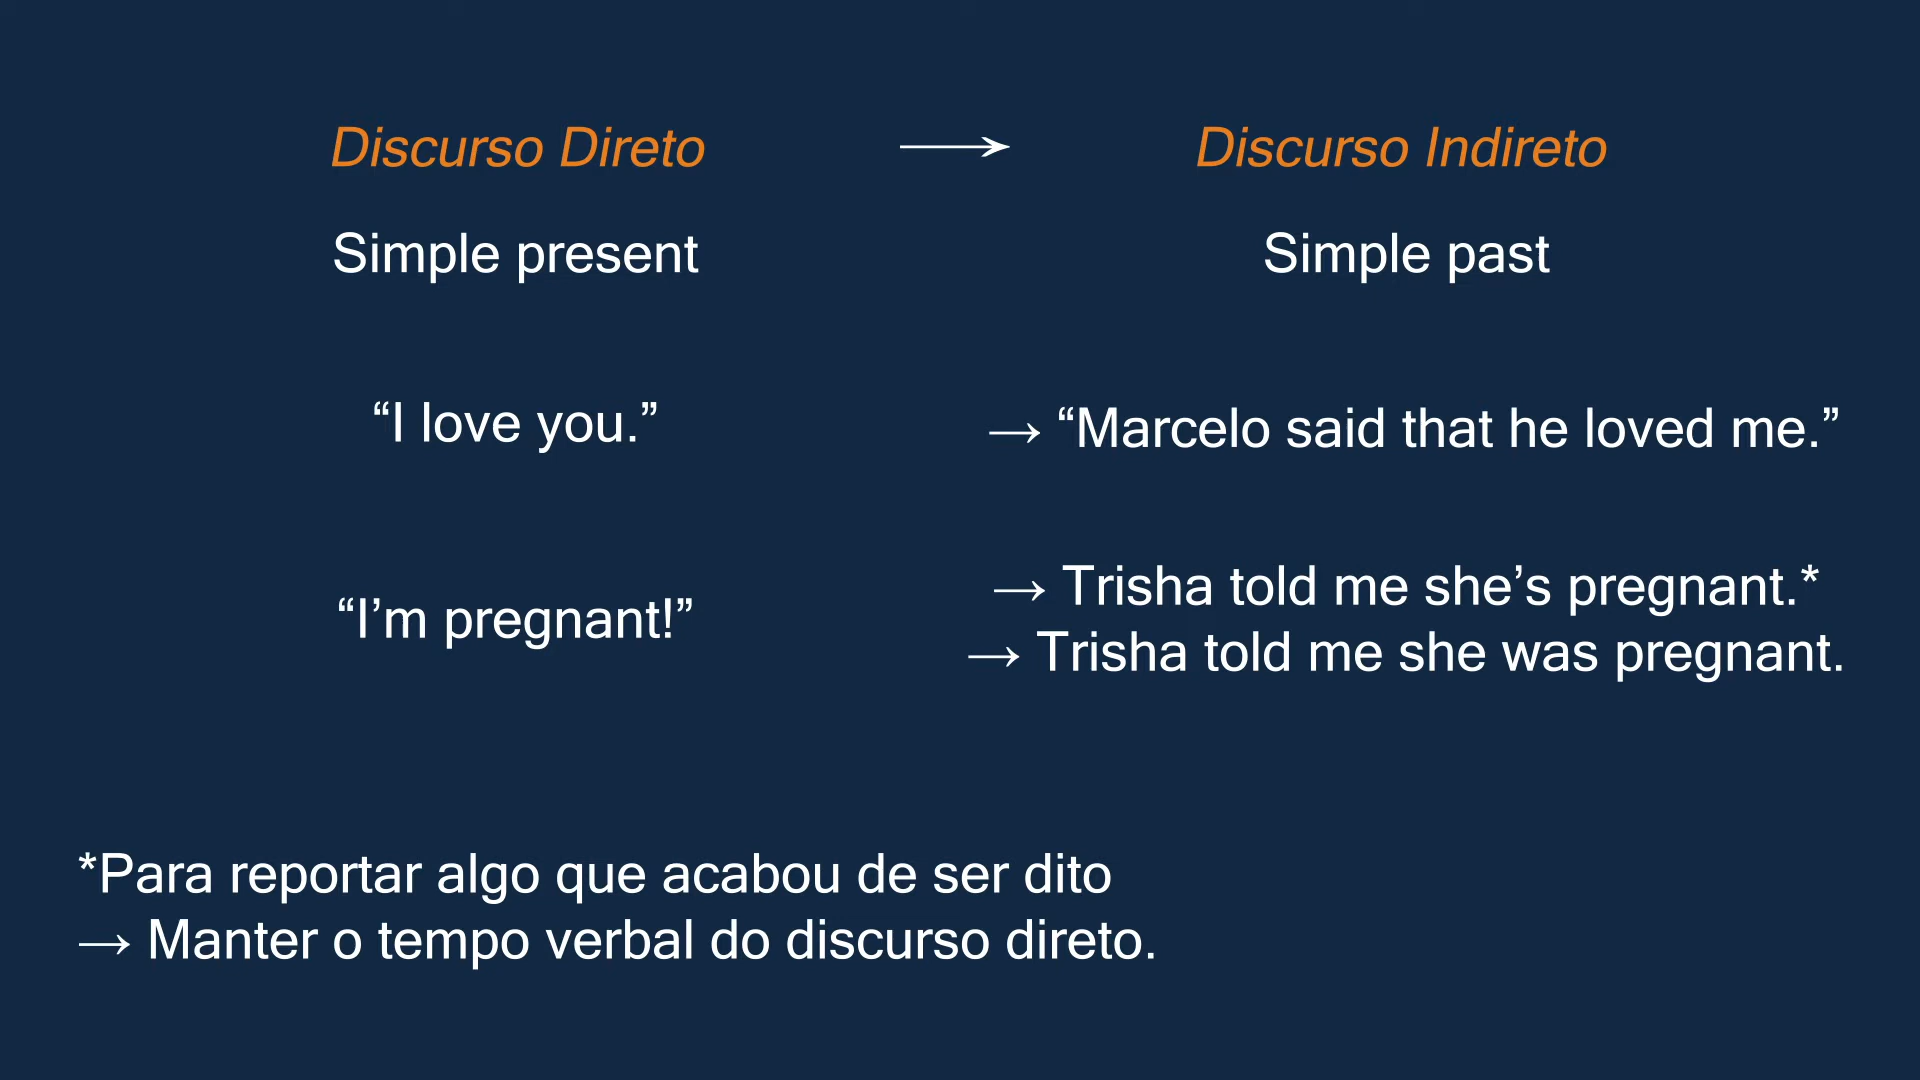 Discurso Direto → Discurso Indireto
Simple present Simple past
“I love you.” → “Marcelo said that he loved me.”
“I’m pregnant!” → Trisha told me she’s pregnant.*
→ Trisha told me she was pregnant.
*Para reportar algo que acabou de ser dito
→ Manter o tempo verbal do discurso direto.